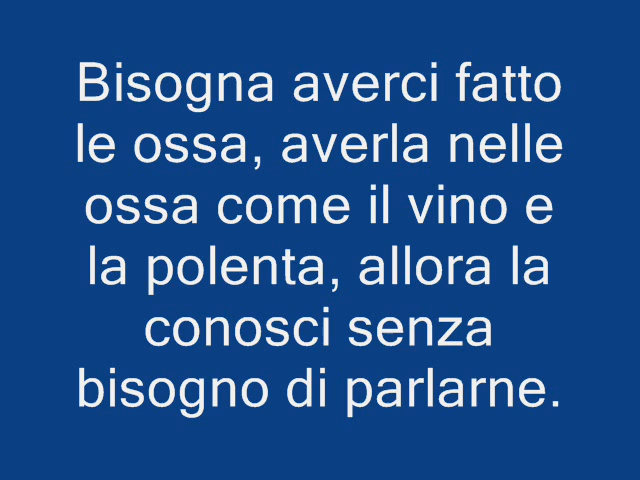 Bisogna averci fatto
le ossa, averla nelle
ossa come il vino e
la polenta, allora la
conosci senza
bisogno di parlarne.